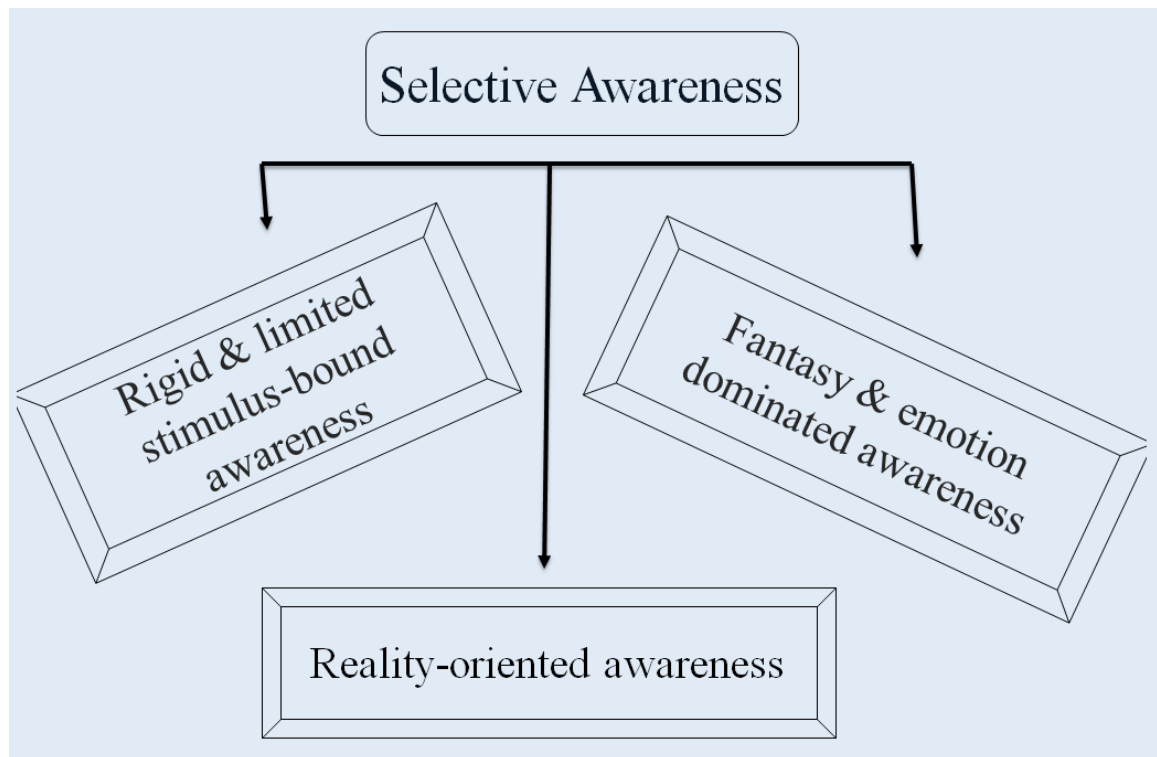 Selective Awareness
Rigid & limited
stimulus-bound
awareness
Fantasy & emotion
dominated awareness
Reality-oriented awareness